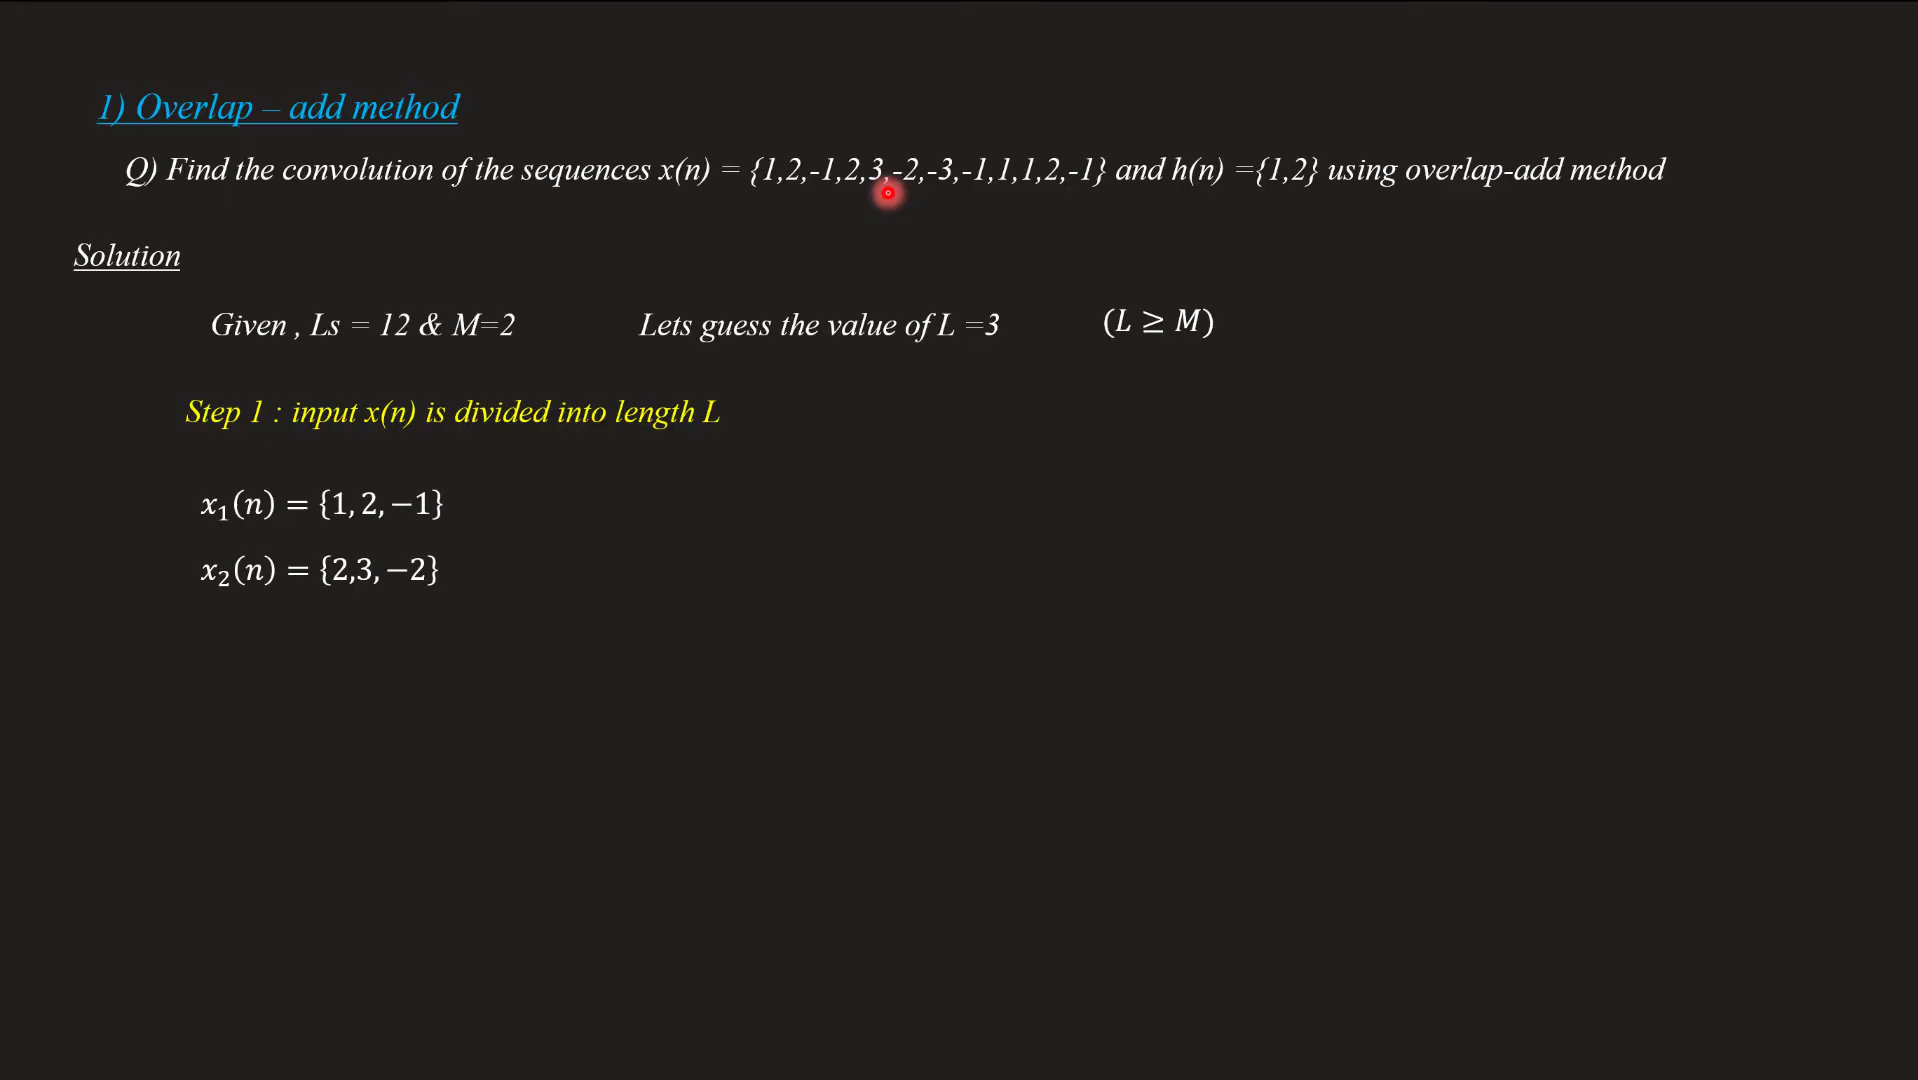 1) Overlap – add method
Q) Find the convolution of the sequences x(n) = {1,2,-1,2,3,-2,-3,-1,1,1,2,-1} and h(n) ={1,2} using overlap-add method
Solution
Given , Ls = 12 & M=2 Lets guess the value of L =3 (L ≥ M)
Step 1 : input x(n) is divided into length L
x₁(n) = {1, 2, −1}
x₂(n) = {2,3, −2}